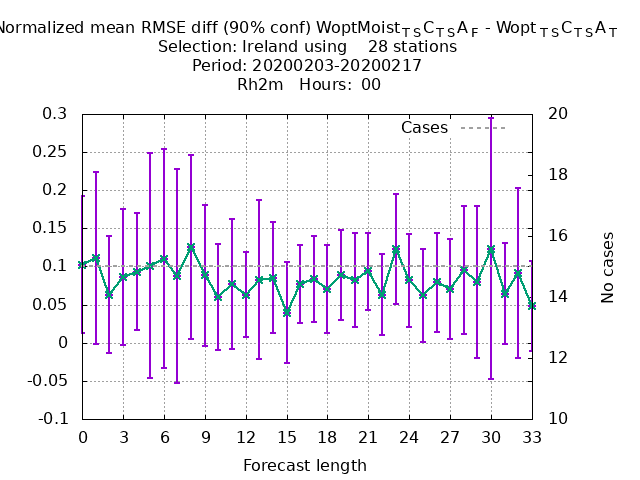 Normalized mean RMSE diff (90% conf) WoptMoist_TSC_TSA_F - Wopt_TSC_TSA_T
Selection: Ireland using 28 stations
Period: 20200203-20200217
Rh2m Hours: 00
Cases
0.3
0.25
0.2
0.15
0.1
0.05
0
-0.05
-0.1
20
18
16
14
12
10
No cases
0 3 6 9 12 15 18 21 24 27 30 33
Forecast length